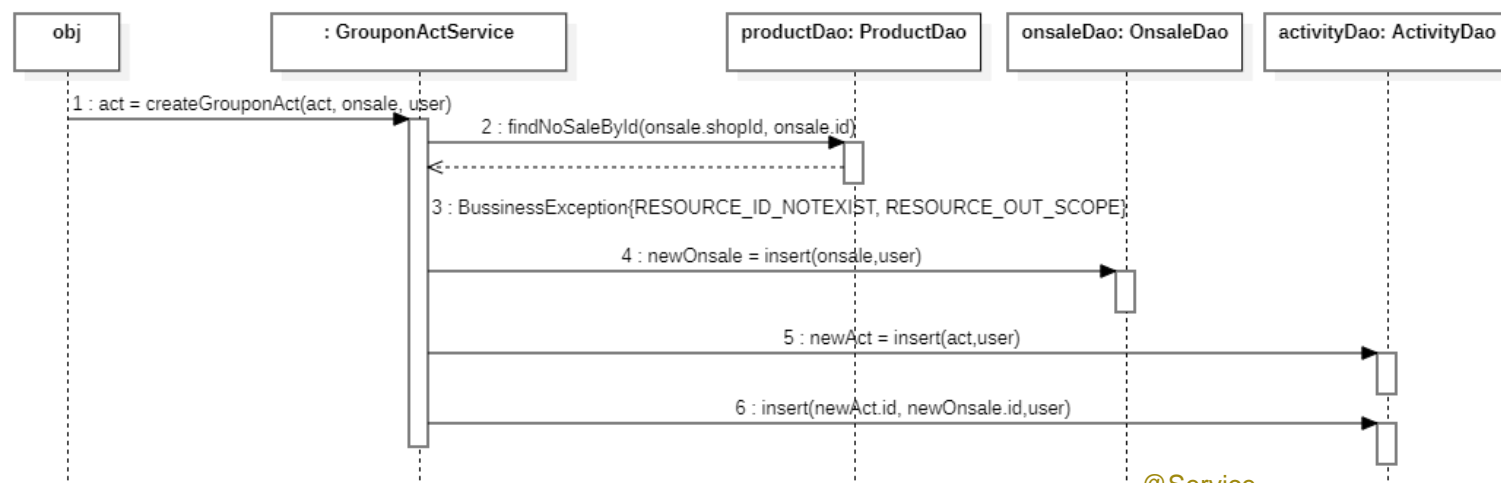 obj
: GrouponActService
productDao: ProductDao
onsaleDao: OnsaleDao
activityDao: ActivityDao
1 : act = createGrouponAct(act, onsale, user)
2 : findNoSaleById(onsale.shopId, onsale.id)
3 : BussinessException{RESOURCE_ID_NOTEXIST, RESOURCE_OUT_SCOPE}
4 : newOnsale = insert(onsale,user)
5 : newAct = insert(act,user)
6 : insert(newAct.id, newOnsale.id,user)
@Service